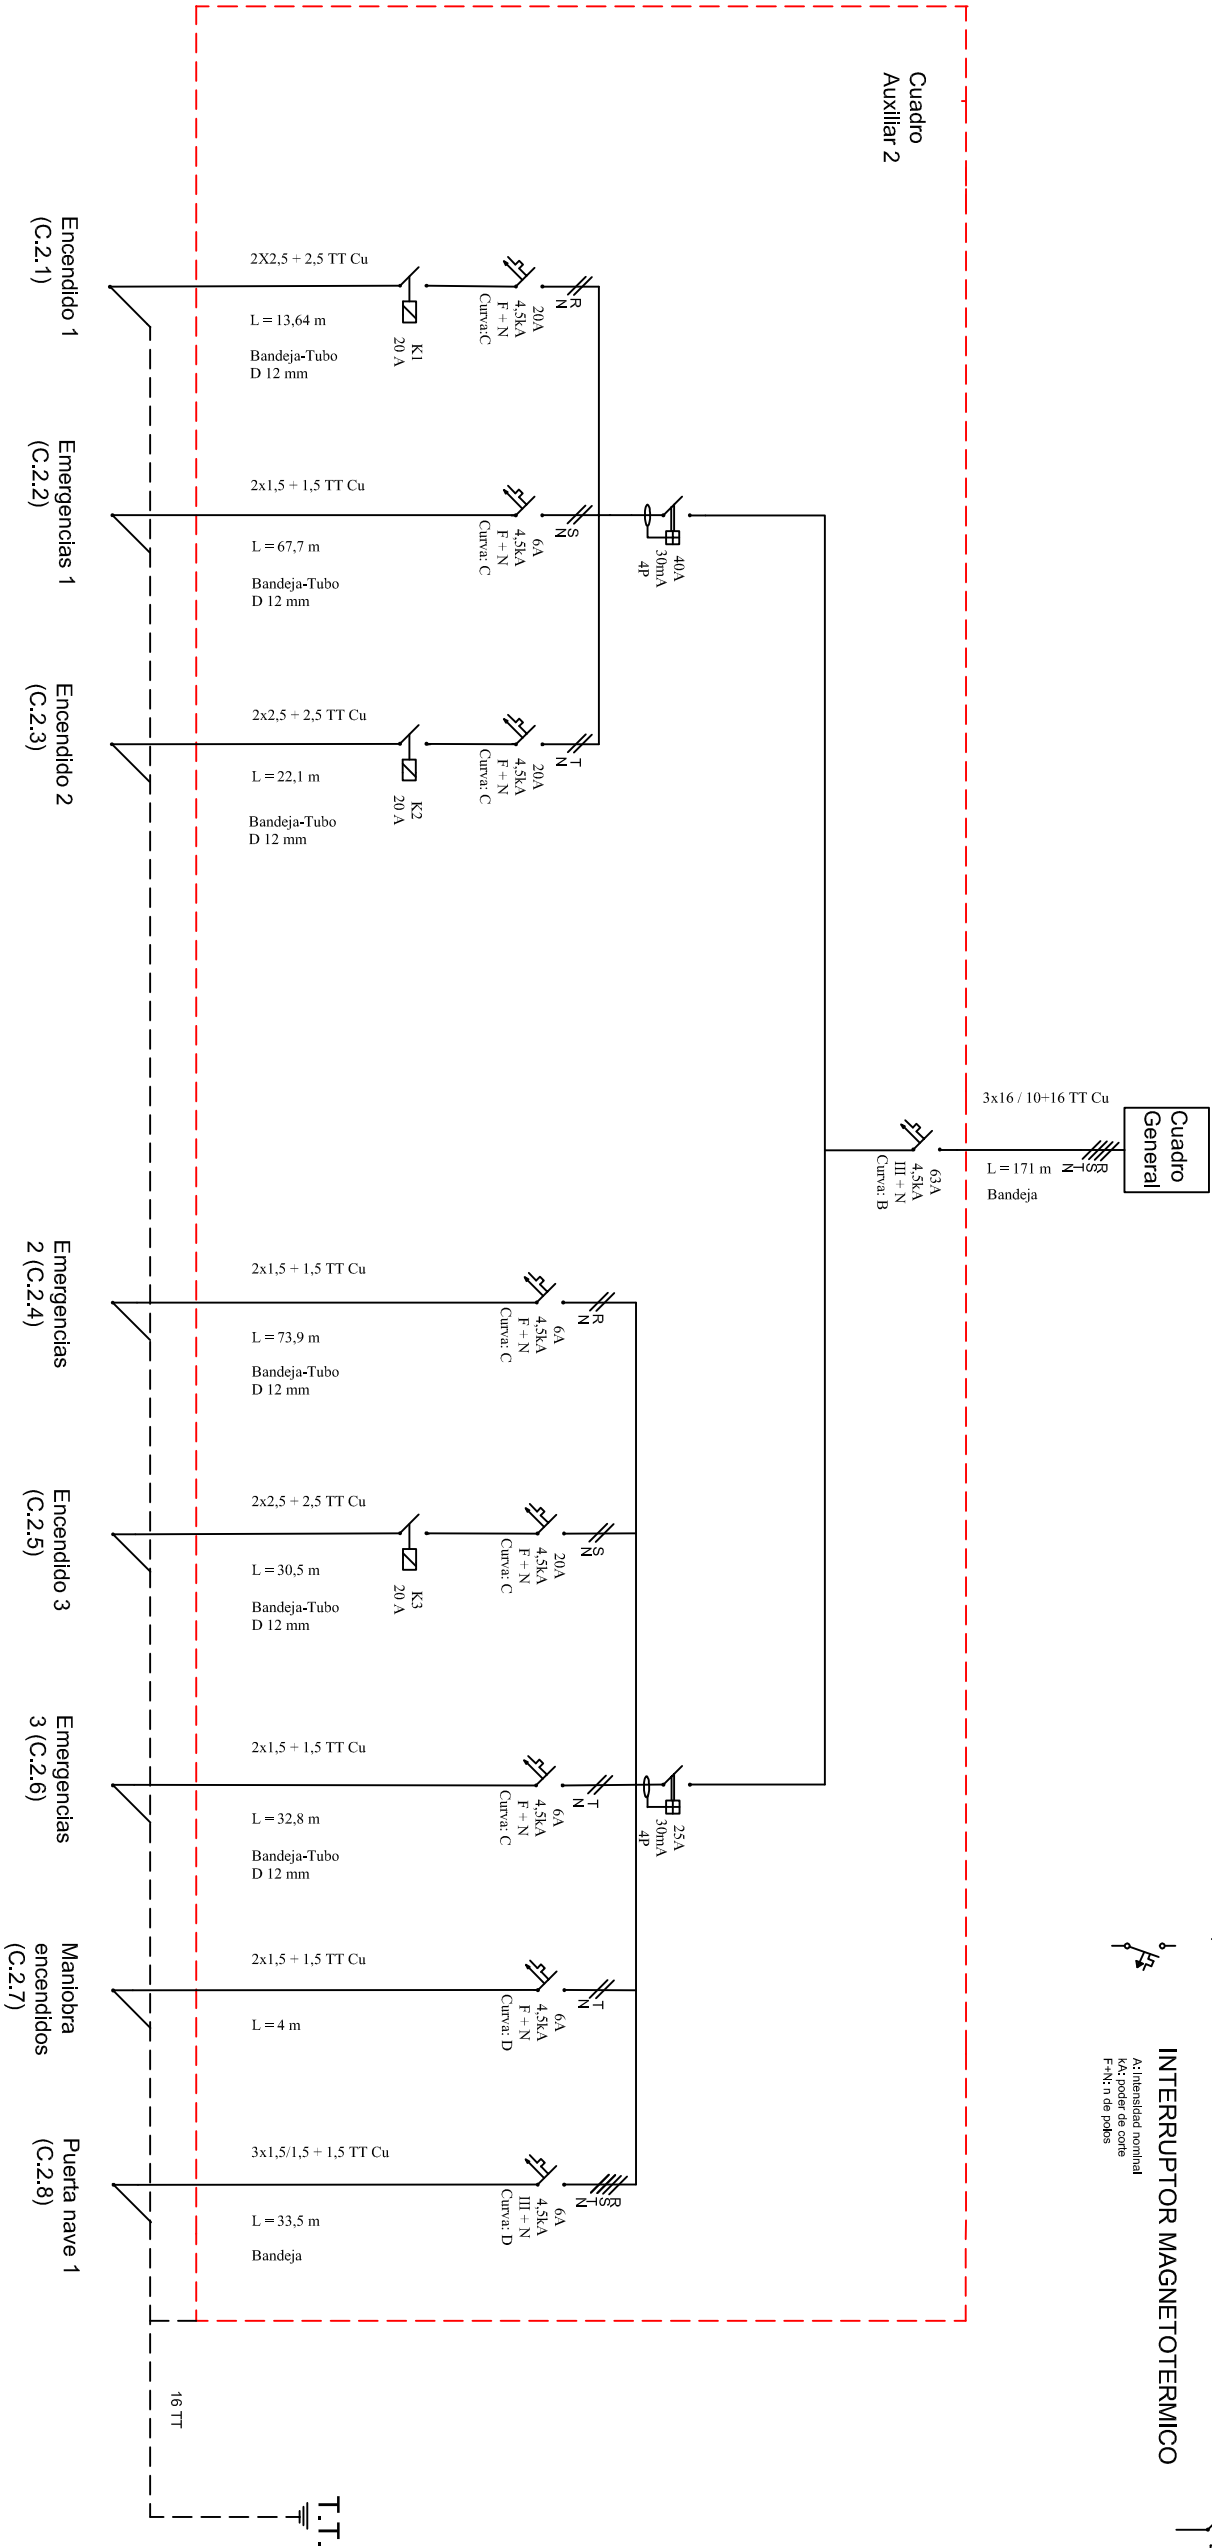 Cuadro
Auxiliar 2
Cuadro
General
3x16 / 10+16 TT Cu
L = 171 m
Bandeja
R
S
T
N
63A
4,5kA
III + N
Curva: B
40A
30mA
4P
25A
30mA
4P
R
N
20A
4,5kA
F + N
Curva:C
K1
20 A
2X2,5 + 2,5 TT Cu
L = 13,64 m
Bandeja-Tubo
D 12 mm
Encendido 1
(C.2.1)
S
N
6A
4,5kA
F + N
Curva: C
2x1,5 + 1,5 TT Cu
L = 67,7 m
Bandeja-Tubo
D 12 mm
Emergencias 1
(C.2.2)
T
N
20A
4,5kA
F + N
Curva: C
K2
20 A
2x2,5 + 2,5 TT Cu
L = 22,1 m
Bandeja-Tubo
D 12 mm
Encendido 2
(C.2.3)
R
N
6A
4,5kA
F + N
Curva: C
2x1,5 + 1,5 TT Cu
L = 73,9 m
Bandeja-Tubo
D 12 mm
Emergencias
2 (C.2.4)
S
N
20A
4,5kA
F + N
Curva: C
K3
20 A
2x2,5 + 2,5 TT Cu
L = 30,5 m
Bandeja-Tubo
D 12 mm
Encendido 3
(C.2.5)
T
N
6A
4,5kA
F + N
Curva: C
2x1,5 + 1,5 TT Cu
L = 32,8 m
Bandeja-Tubo
D 12 mm
Emergencias
3 (C.2.6)
T
N
6A
4,5kA
F + N
Curva: D
2x1,5 + 1,5 TT Cu
L = 4 m
Maniobra
encendidos
(C.2.7)
R
S
T
N
6A
4,5kA
III + N
Curva: D
3x1,5/1,5 + 1,5 TT Cu
L = 33,5 m
Bandeja
Puerta nave 1
(C.2.8)
16 TT
T.T.
INTERRUPTOR MAGNETOTERMICO
A: Intensidad nominal
kA: poder de corte
F+N: n de polos